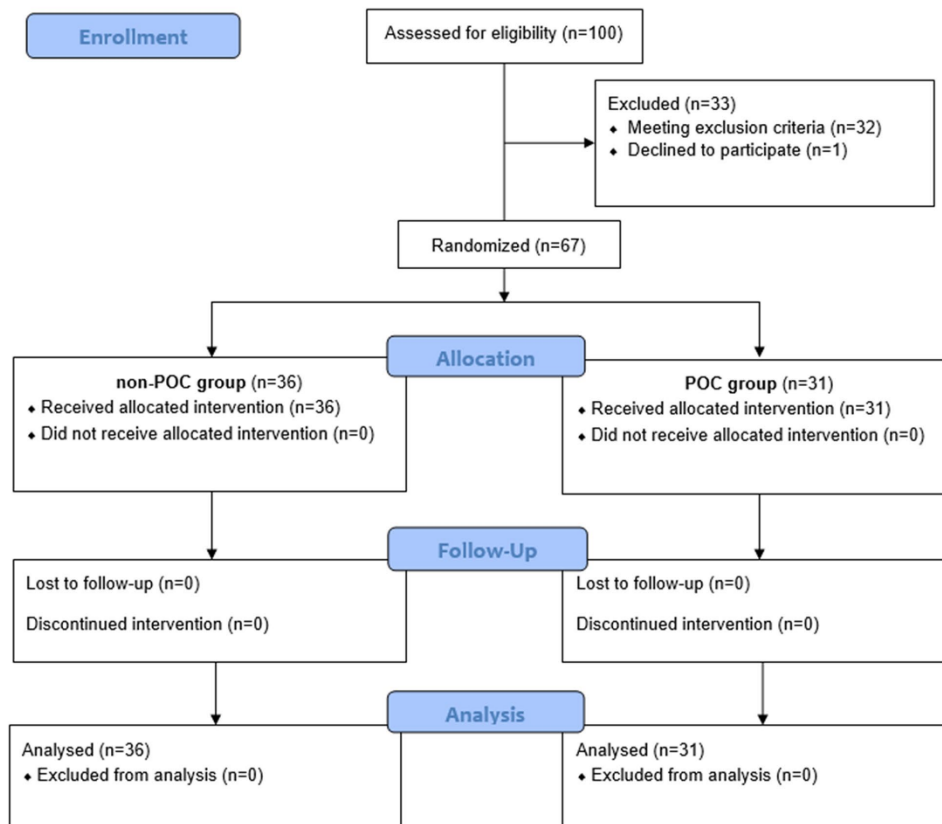 Enrollment
Assessed for eligibility (n=100)
Excluded (n=33)
⬥ Meeting exclusion criteria (n=32)
⬥ Declined to participate (n=1)
Randomized (n=67)
Allocation
non-POC group (n=36)
⬥ Received allocated intervention (n=36)
⬥ Did not receive allocated intervention (n=0)
POC group (n=31)
⬥ Received allocated intervention (n=31)
⬥ Did not receive allocated intervention (n=0)
Follow-Up
Lost to follow-up (n=0)
Discontinued intervention (n=0)
Lost to follow-up (n=0)
Discontinued intervention (n=0)
Analysis
Analysed (n=36)
⬥ Excluded from analysis (n=0)
Analysed (n=31)
⬥ Excluded from analysis (n=0)